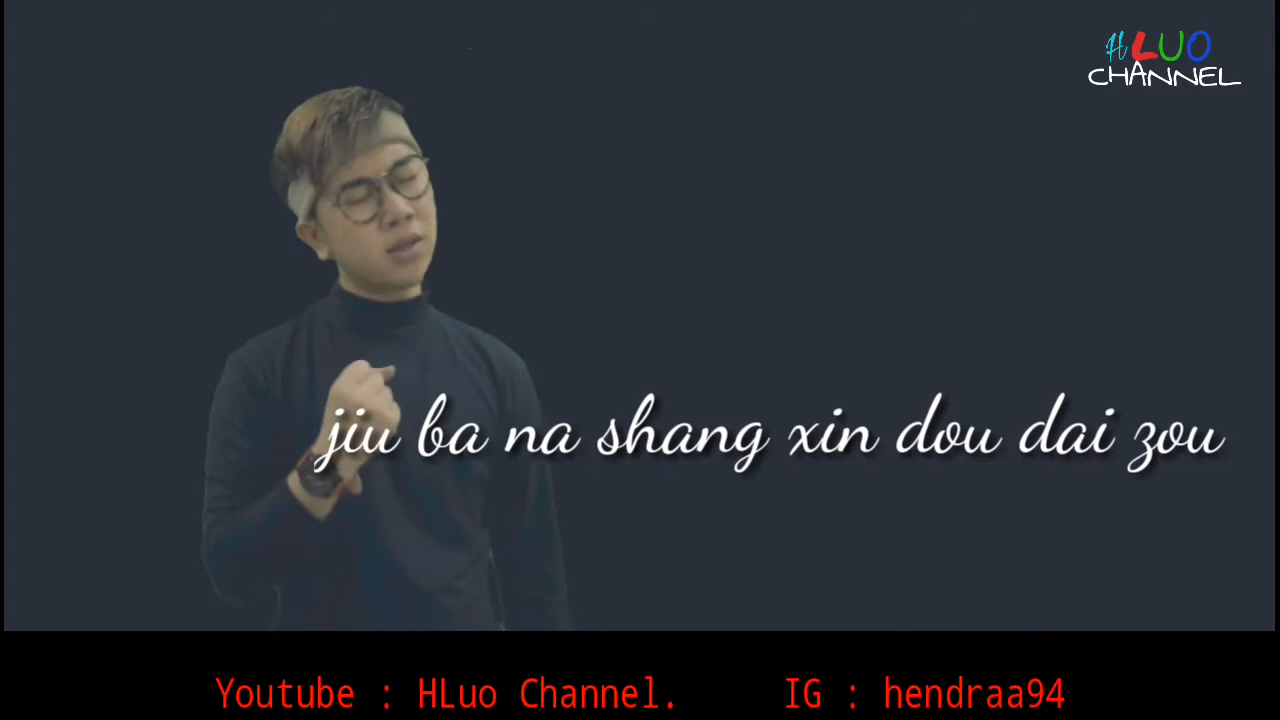 HLUO
CHANNEL
jiu ba na shang xin dou dai zou
Youtube : HLuo Channel. IG : hendraa94